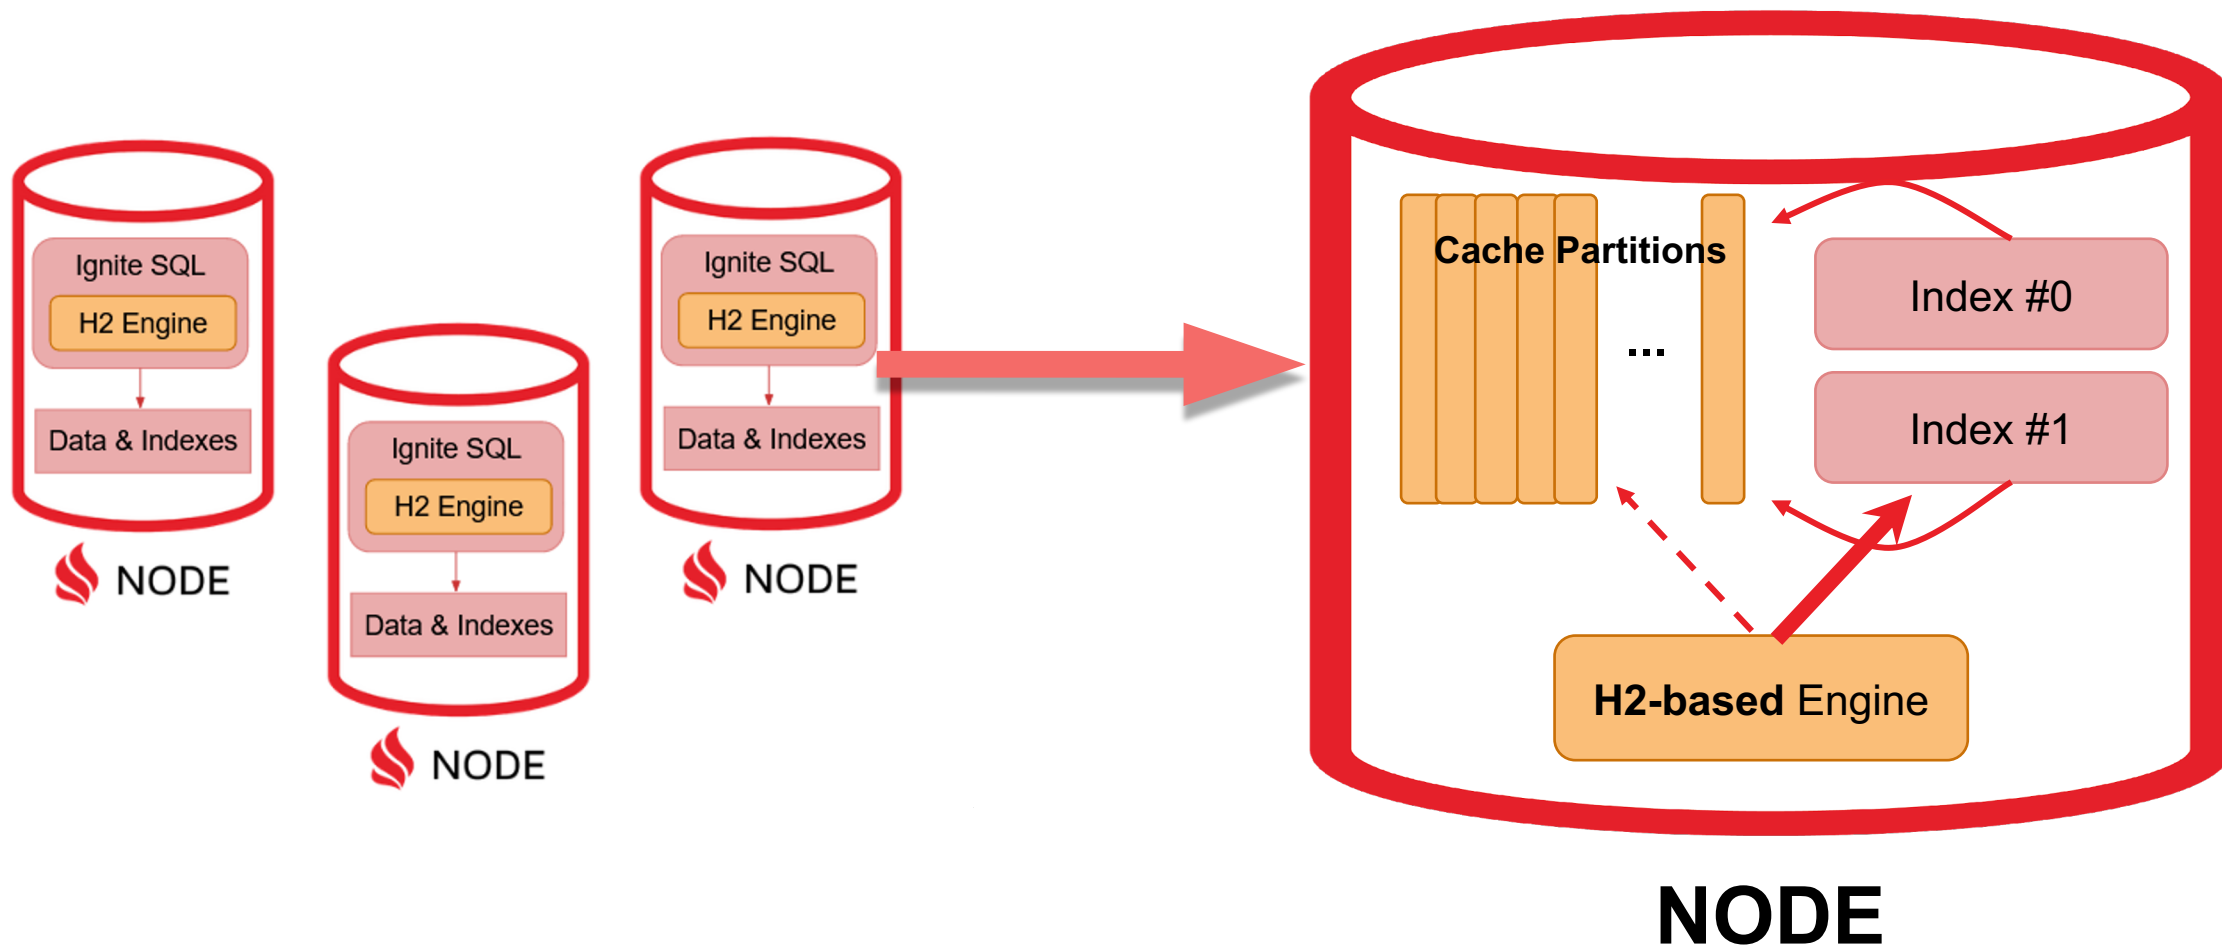 Ignite SQL
H2 Engine
Data & Indexes
NODE
Ignite SQL
H2 Engine
Data & Indexes
NODE
Ignite SQL
H2 Engine
Data & Indexes
NODE
Cache Partitions
...
Index #0
Index #1
H2-based Engine
NODE